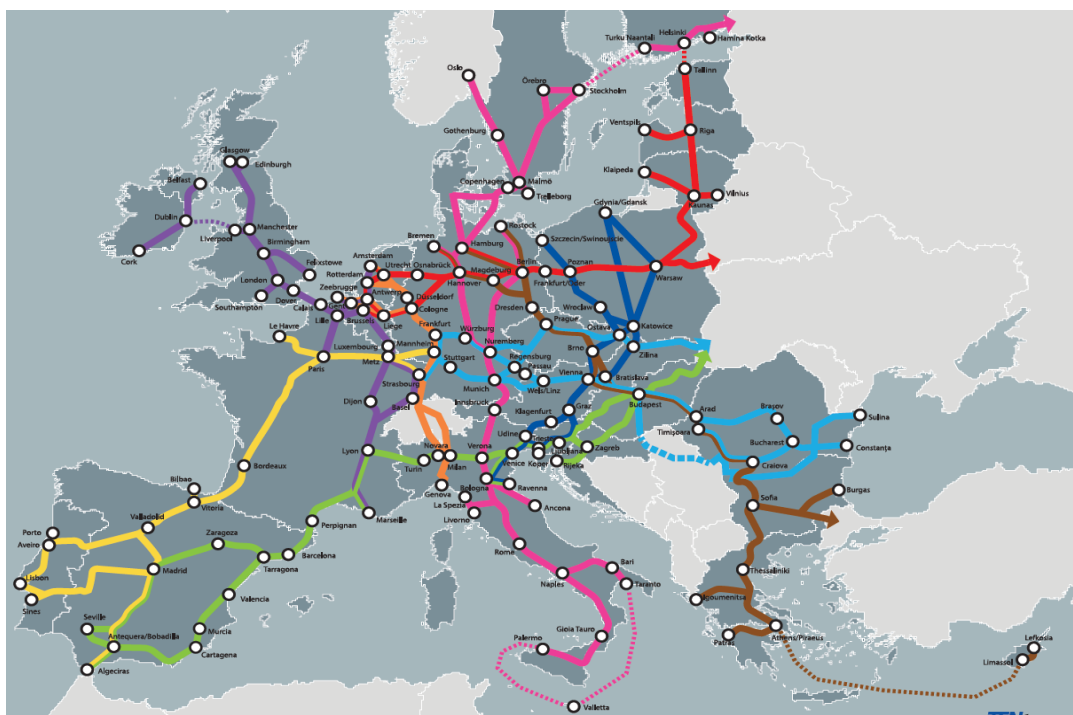 Helsinki
Turku Naantali
Hamina Kotka
Oslo
Örebro
Stockholm
Tallinn
Ventspils
Riga
Gothenburg
Glasgow
Edinburgh
Klaipeda
Belfast
Copenhagen
Malmö
Trelleborg
Vilnius
Kaunas
Dublin
Gdynia/Gdansk
Liverpool
Manchester
Rostock
Cork
Birmingham
Bremen
Hamburg
Szczecin/Swinoujscie
Felixstowe
Amsterdam
Utrecht
Osnabrück
Berlin
Poznan
Warsaw
London
Rotterdam
Magdeburg
Hannover
Frankfurt/Oder
Zeebrugge
Antwerp
Düsseldorf
Southampton
Dover
Calais
Gent
Cologne
Dresden
Wroclaw
Lille
Brussels
Liège
Prague
Ostava
Katowice
Le Havre
Frankfurt
Würzburg
Luxembourg
Mannheim
Nuremberg
Brno
Zilina
Paris
Metz
Stuttgart
Regensburg
Passau
Strasbourg
Munich
Wels/Linz
Vienna
Bratislava
Dijon
Basel
Innsbruck
Graz
Budapest
Klagenfurt
Arad
Braşov
Sulina
Udine
Timişoara
Lyon
Novara
Verona
Ljubljana
Zagreb
Bucharest
Constanţa
Turin
Milan
Venice
Koper
Rijeka
Craiova
Bordeaux
Bilbao
Genova
Bologna
Ravenna
Sofia
Burgas
Vitoria
La Spezia
Marseille
Livorno
Ancona
Valladolid
Perpignan
Porto
Aveiro
Zaragoza
Barcelona
Rome
Tarragona
Madrid
Bari
Thessaliniki
Lisbon
Naples
Taranto
Sines
Valencia
Igoumenitsa
Seville
Murcia
Gioia Tauro
Patras
Athens/Piraeus
Antequera/Bobadilla
Palermo
Lefkosia
Cartagena
Limassol
Algeciras
Valletta